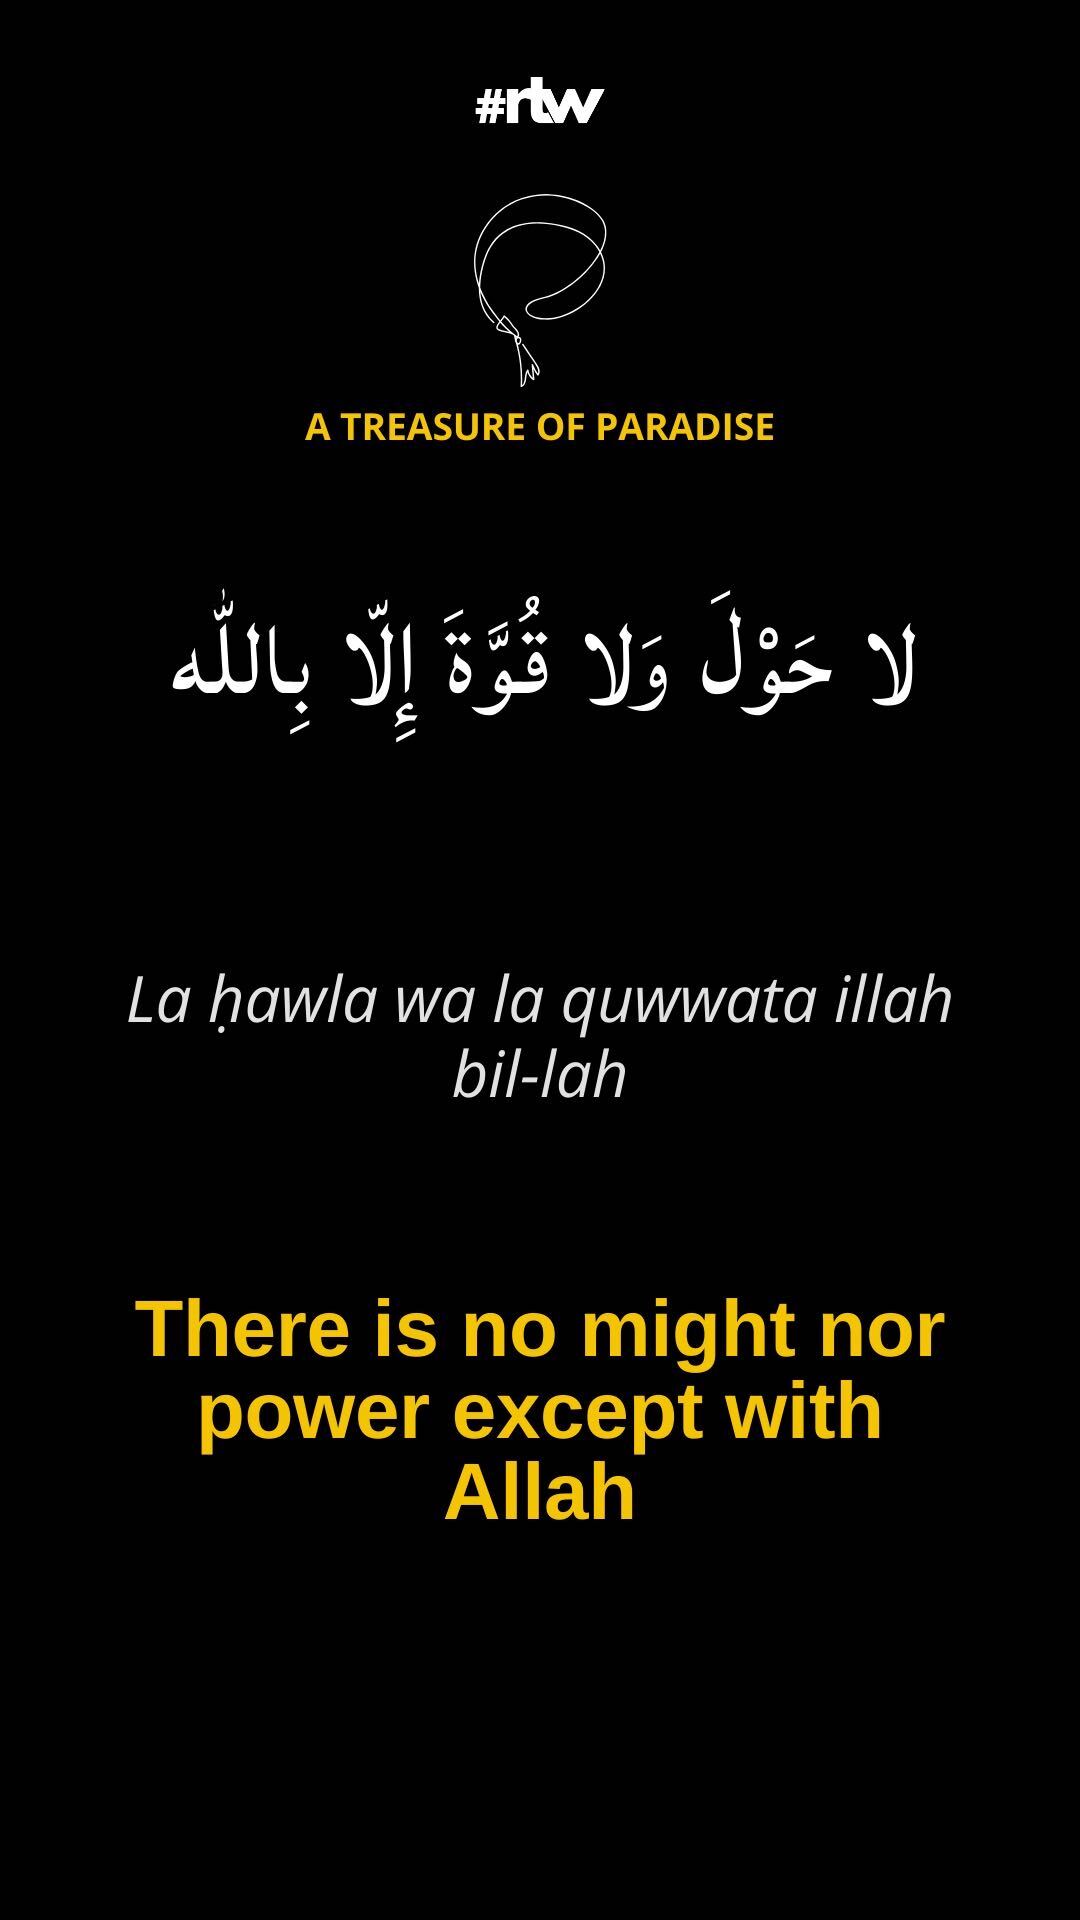 #rtw
A TREASURE OF PARADISE
لا حَوْلَ وَلا قُوَّةَ إِلّا بِاللّٰه
La ḥawla wa la quwwata illah
bil-lah
There is no might nor
power except with
Allah